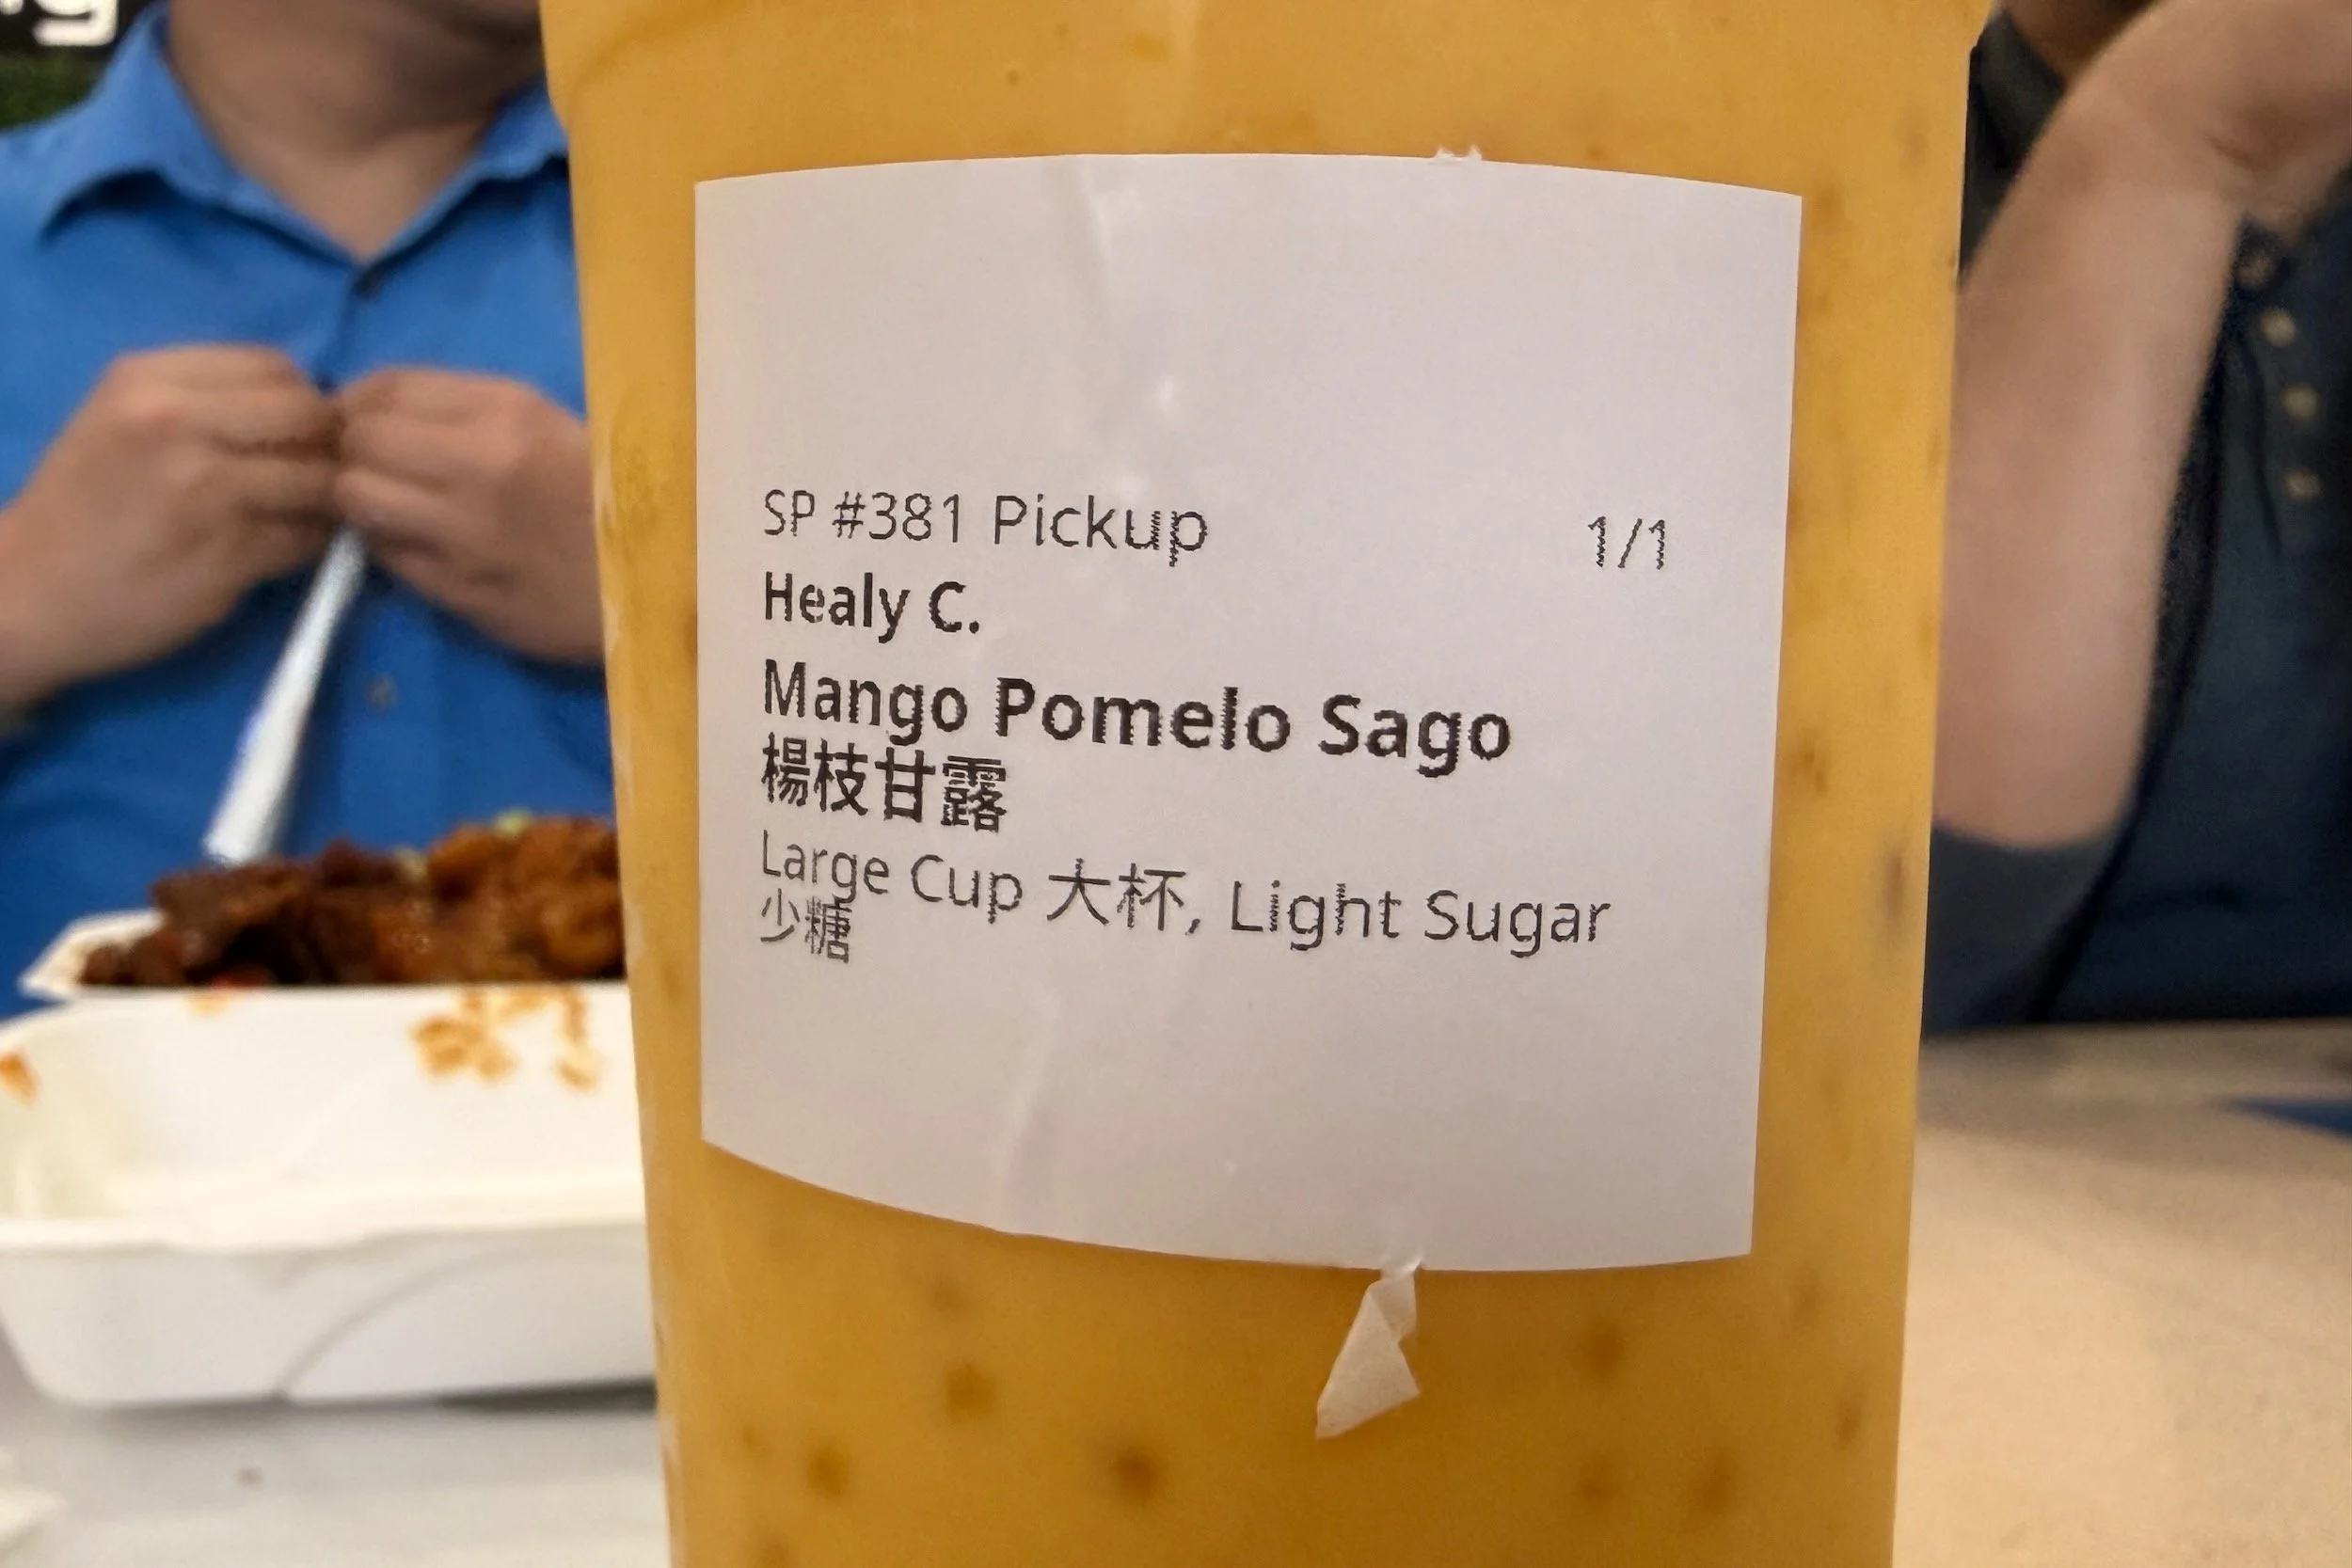 SP #381 Pickup 1/1
Healy C.
Mango Pomelo Sago
楊枝甘露
Large Cup 大杯, Light Sugar
少糖